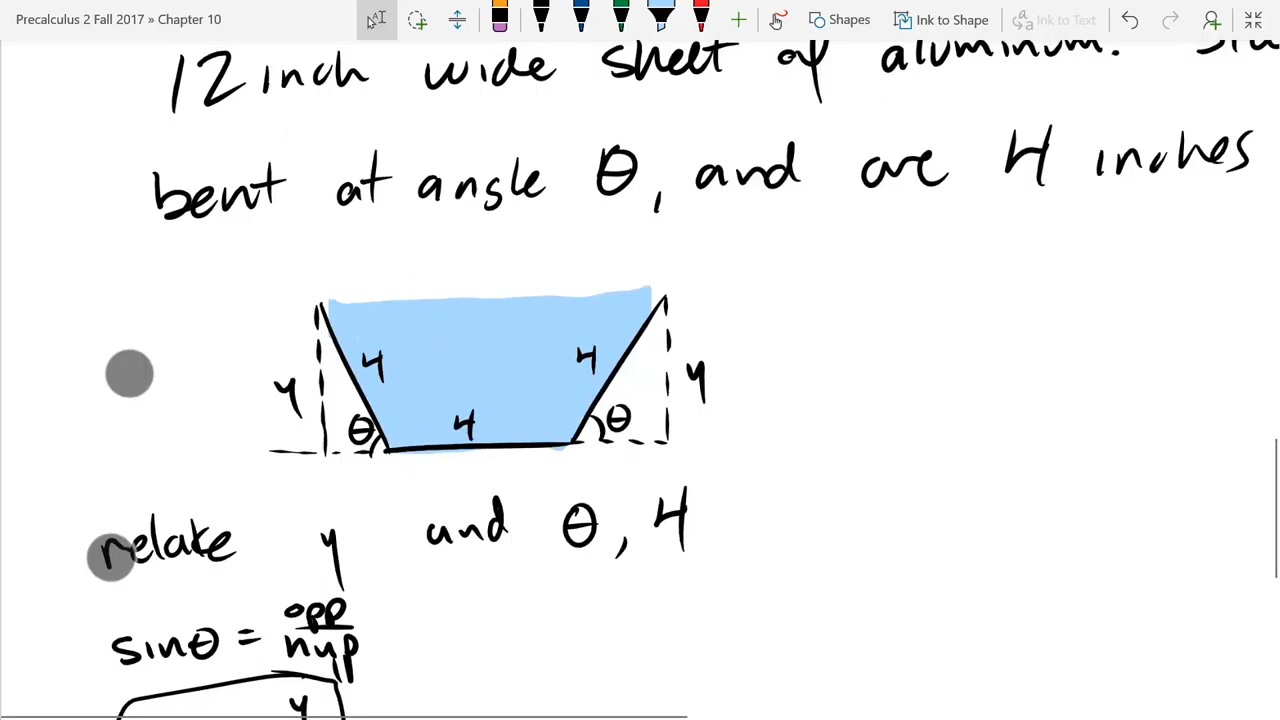 Precalculus 2 Fall 2017 » Chapter 10
Shapes
Ink to Shape
Ink to Text
12 inch wide sheet of aluminum.
bent at angle θ, and are 4 inches
4 4
y y
θ 4 θ
relate y and θ, 4
sinθ = opp
hyp
y